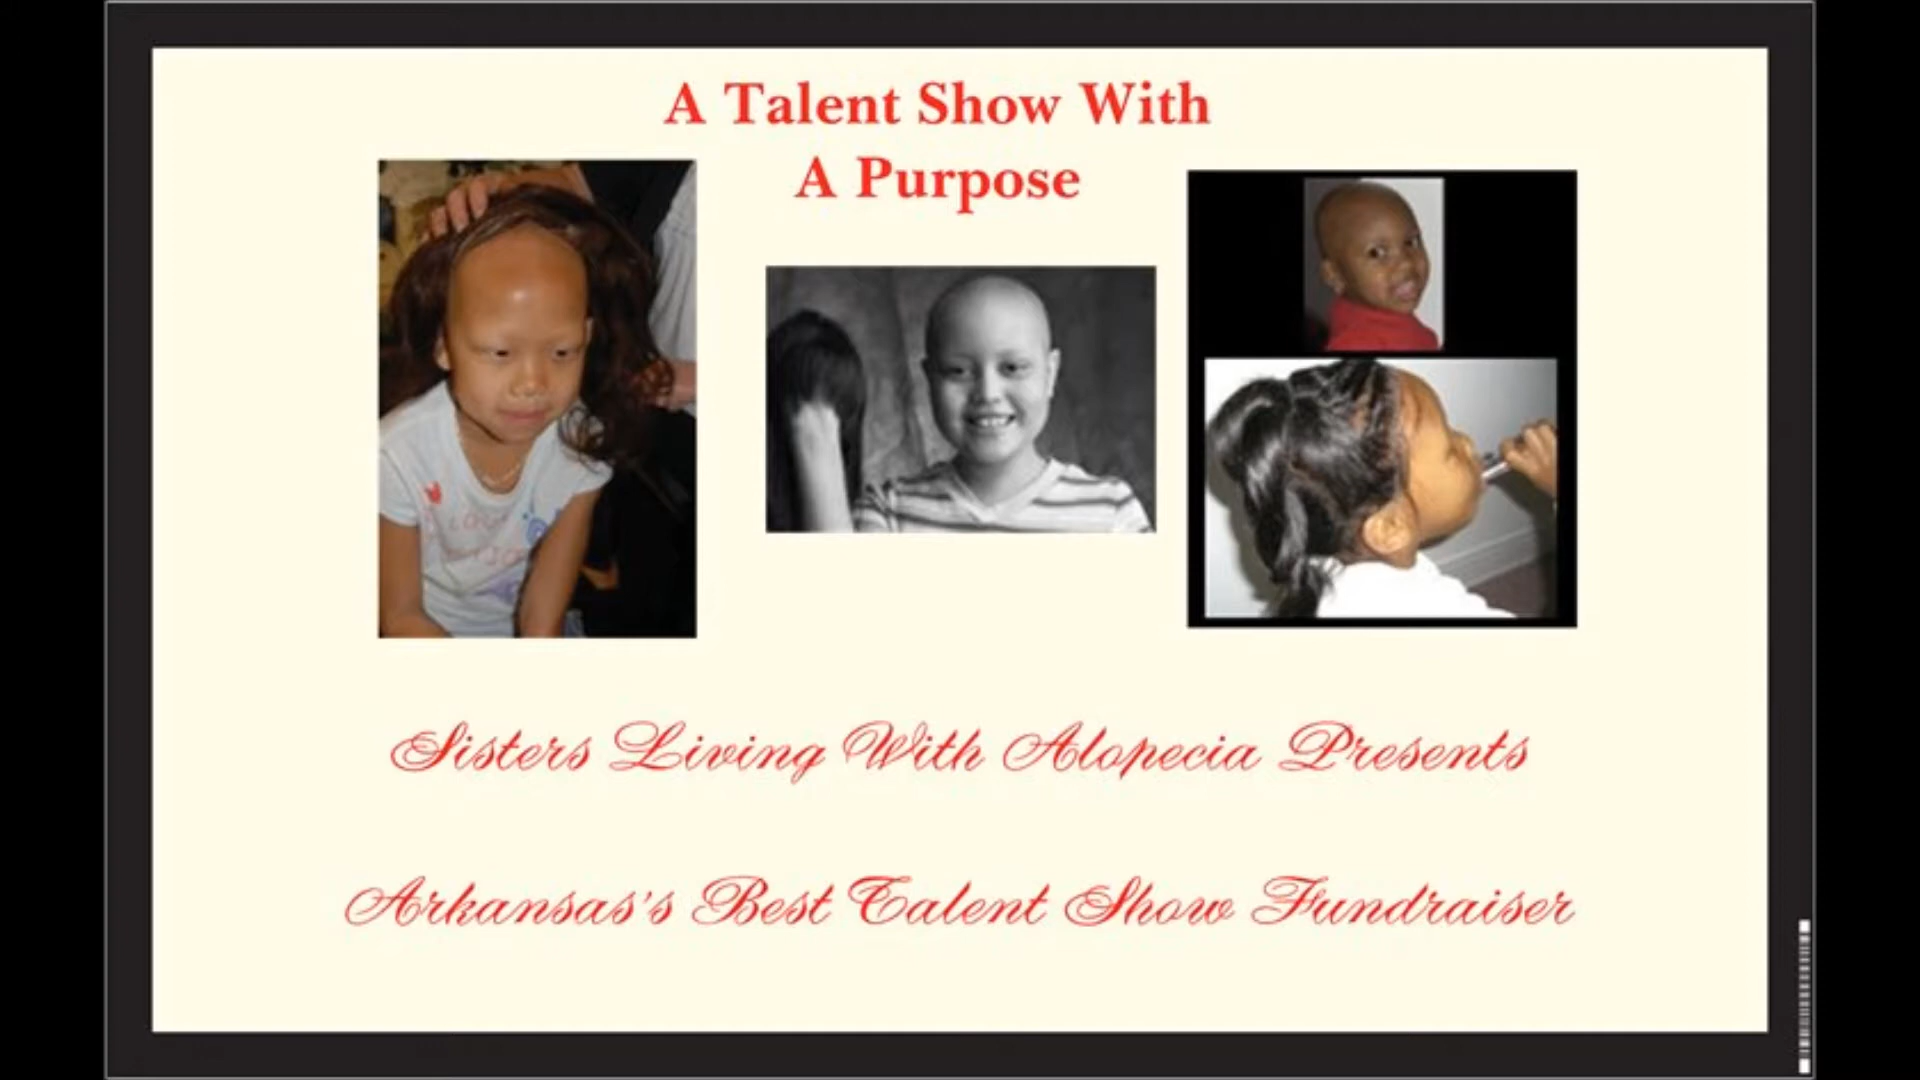 A Talent Show With
A Purpose
Sisters Living With Alopecia Presents
Arkansas's Best Talent Show Fundraiser